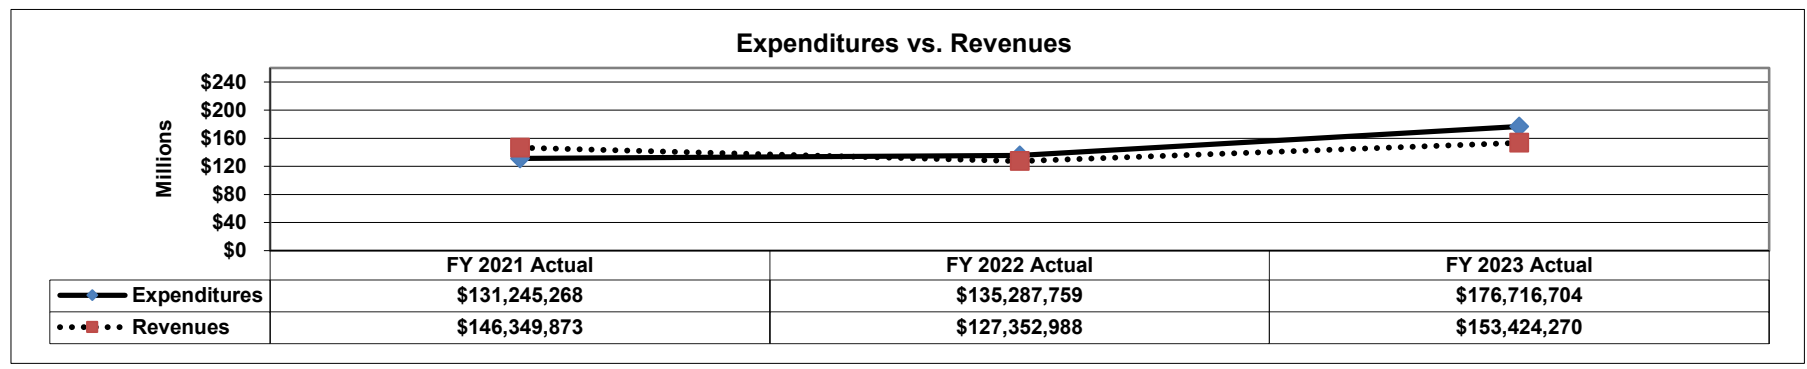 Expenditures vs. Revenues
Millions
$240
$200
$160
$120
$80
$40
$0
FY 2021 Actual FY 2022 Actual FY 2023 Actual
Expenditures $131,245,268 $135,287,759 $176,716,704
Revenues $146,349,873 $127,352,988 $153,424,270